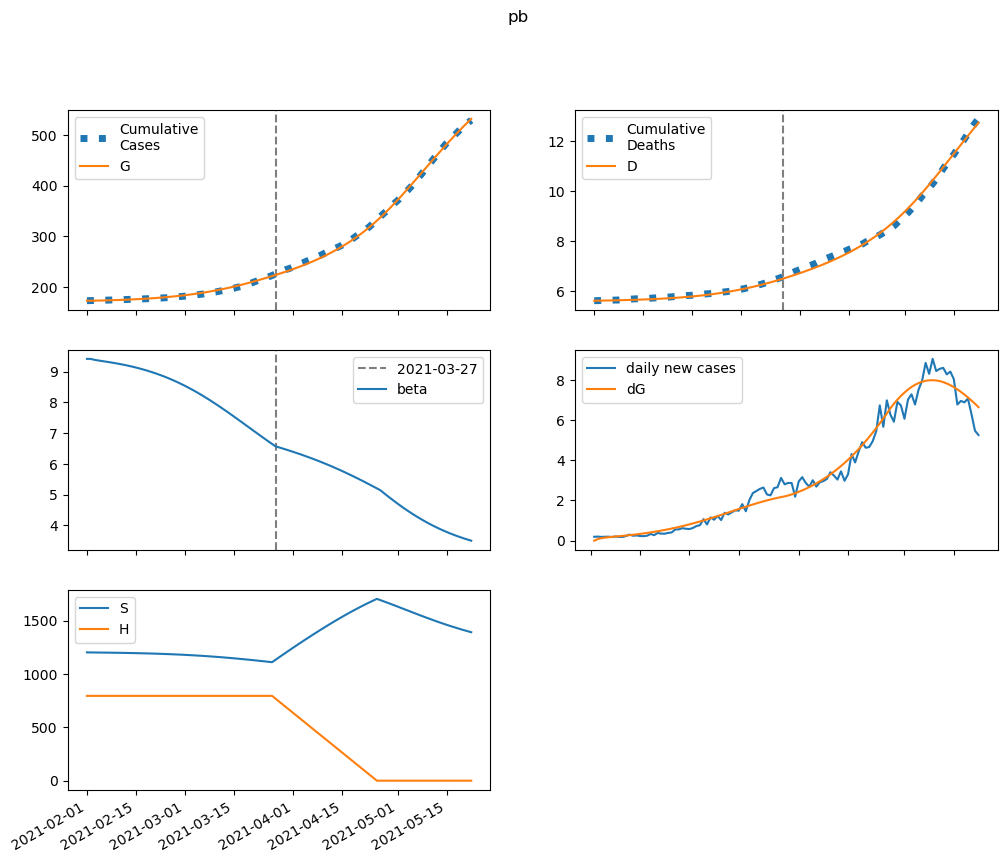 pb
500
400
300
200
Cumulative
Cases
G
12
10
8
6
Cumulative
Deaths
D
9
8
7
6
5
4
2021-03-27
beta
8
6
4
2
0
daily new cases
dG
1500
1000
500
0
S
H
2021-02-01
2021-02-15
2021-03-01
2021-03-15
2021-04-01
2021-04-15
2021-05-01
2021-05-15